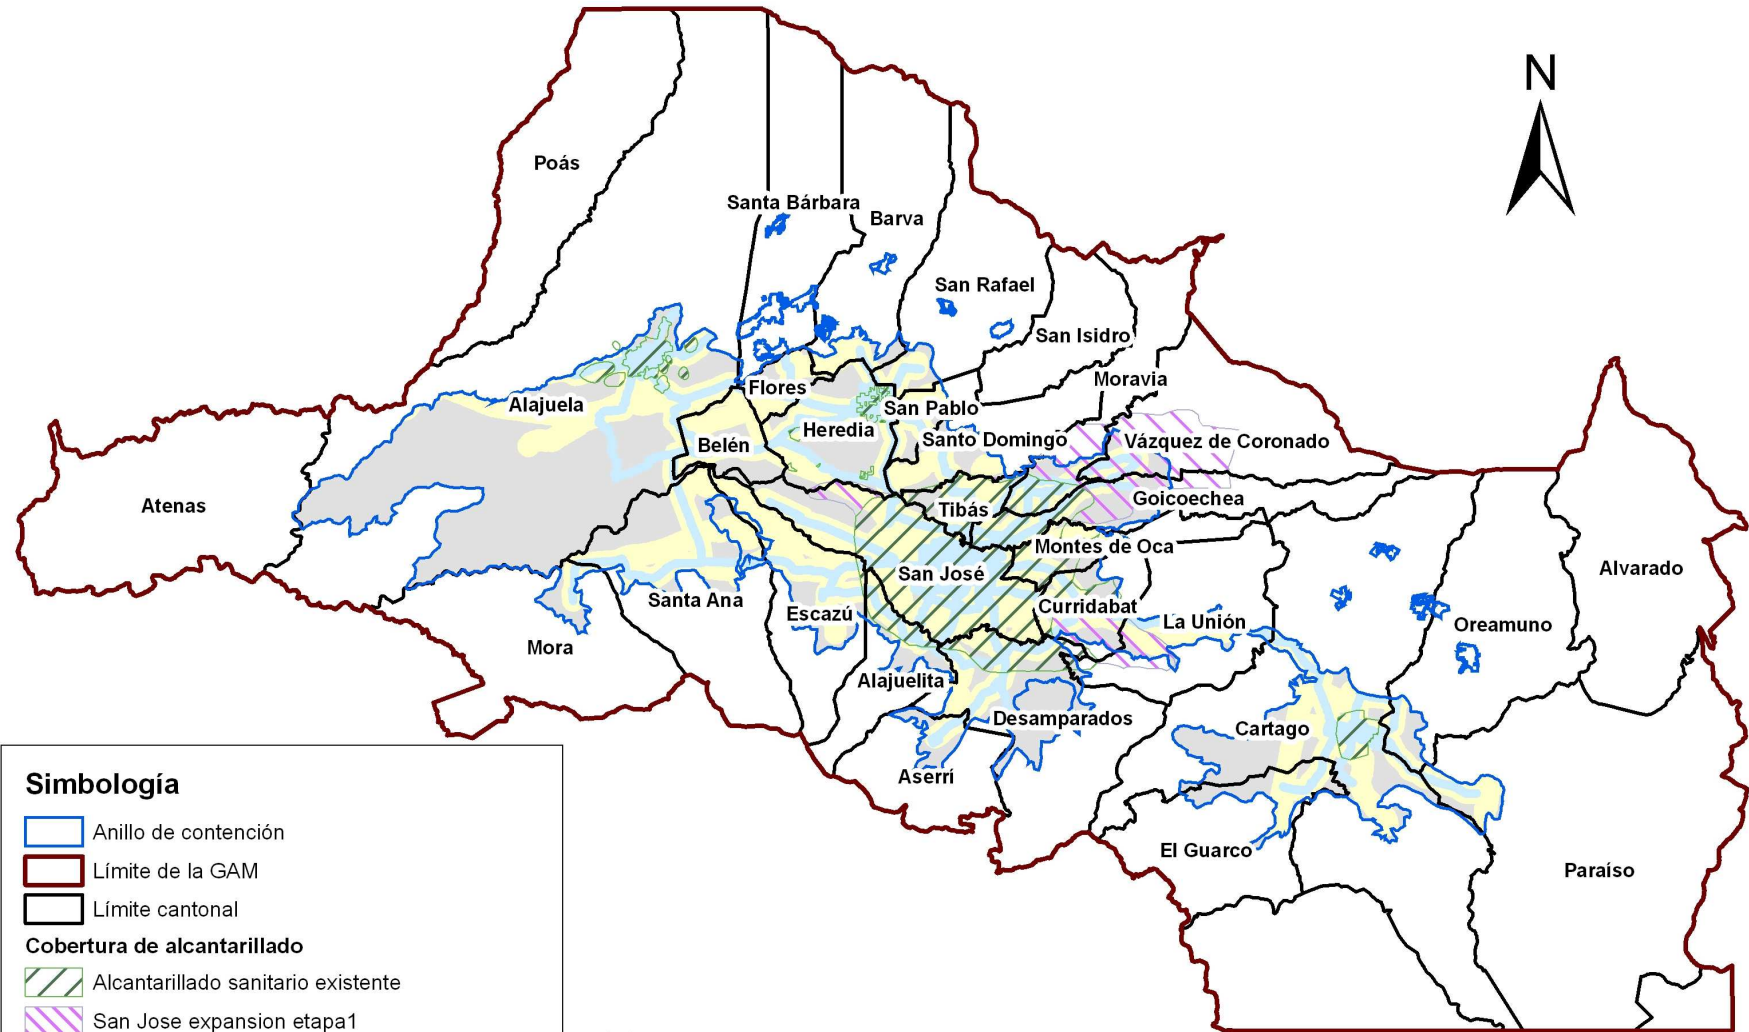 N
Poás
Santa Bárbara
Barva
San Rafael
San Isidro
Moravia
Flores
Alajuela
San Pablo
Heredia
Santo Domingo
Vázquez de Coronado
Belén
Goicoechea
Atenas
Tibás
Montes de Oca
San José
Alvarado
Santa Ana
Escazú
Curridabat
La Unión
Oreamuno
Mora
Alajuelita
Desamparados
Cartago
Aserrí
El Guarco
Paraíso
Simbología
Anillo de contención
Límite de la GAM
Límite cantonal
Cobertura de alcantarillado
Alcantarillado sanitario existente
San Jose expansion etapa1